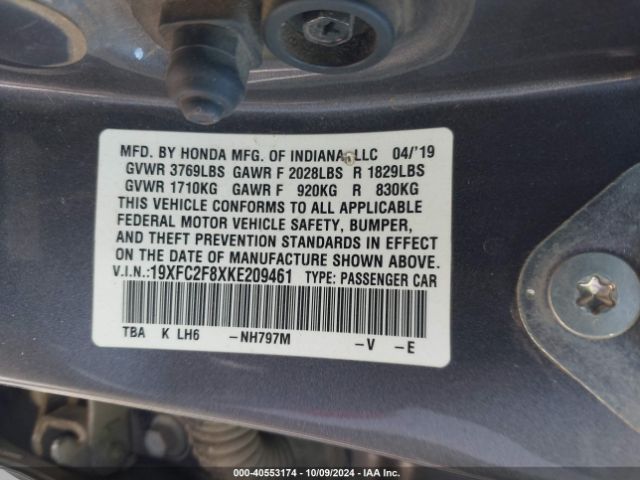 MFD. BY HONDA MFG. OF INDIANA, LLC 04/'19
GVWR 3769LBS GAWR F 2028LBS R 1829LBS
GVWR 1710KG GAWR F 920KG R 830KG
THIS VEHICLE CONFORMS TO ALL APPLICABLE
FEDERAL MOTOR VEHICLE SAFETY, BUMPER,
AND THEFT PREVENTION STANDARDS IN EFFECT
ON THE DATE OF MANUFACTURE SHOWN ABOVE.
V.I.N.:19XFC2F8XKE209461 TYPE: PASSENGER CAR
TBA K LH6 -NH797M -V -E
000-40553174 | 10/09/2024 | IAA Inc.